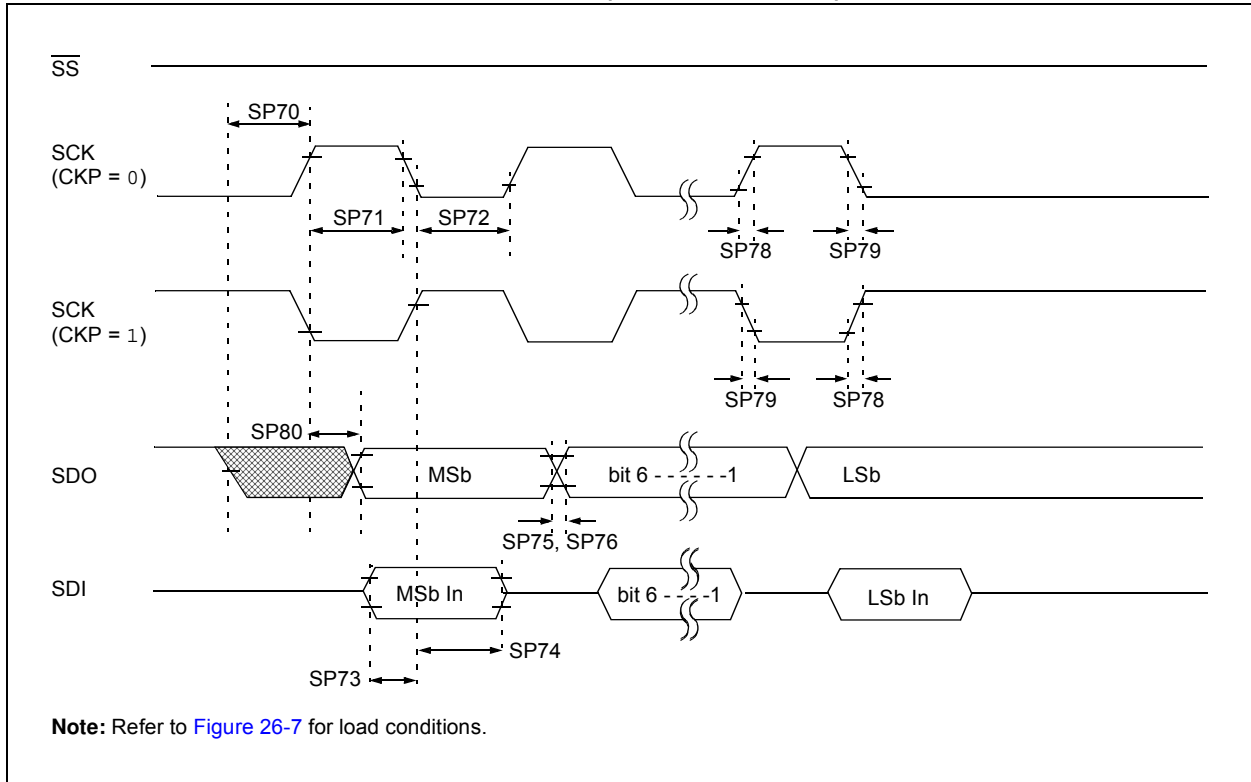 SS
SP70
SCK
(CKP = 0)
SP71
SP72
SP78
SP79
SCK
(CKP = 1)
SP79
SP78
SP80
SDO
MSb
bit 6 - - - - - -1
LSb
SP75, SP76
SDI
MSb In
bit 6 - - - - -1
LSb In
SP74
SP73
Note: Refer to Figure 26-7 for load conditions.